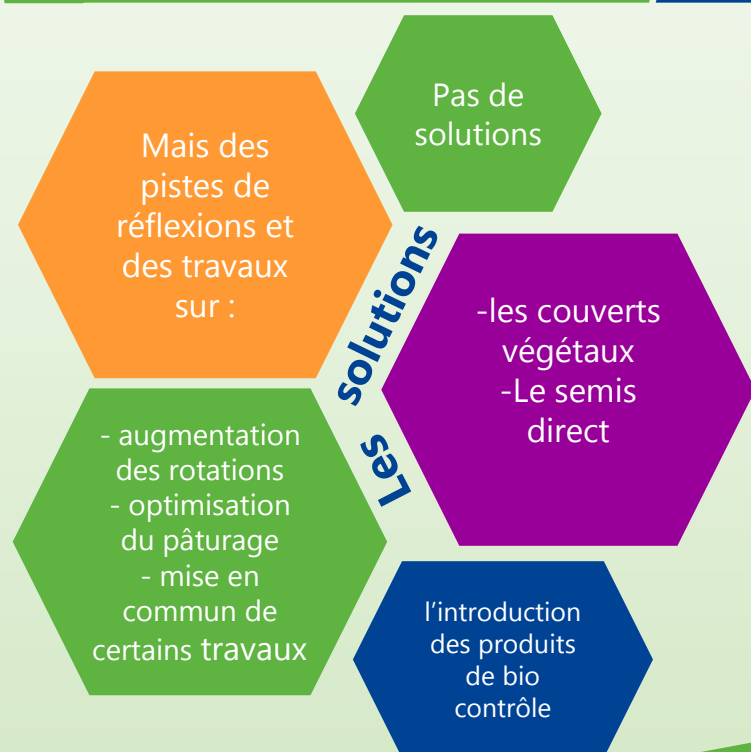 Pas de
solutions
Mais des
pistes de
réflexions et
des travaux
sur :
Les solutions
-les couverts
végétaux
-Le semis
direct
- augmentation
des rotations
- optimisation
du pâturage
- mise en
commun de
certains travaux
l’introduction
des produits
de bio
contrôle